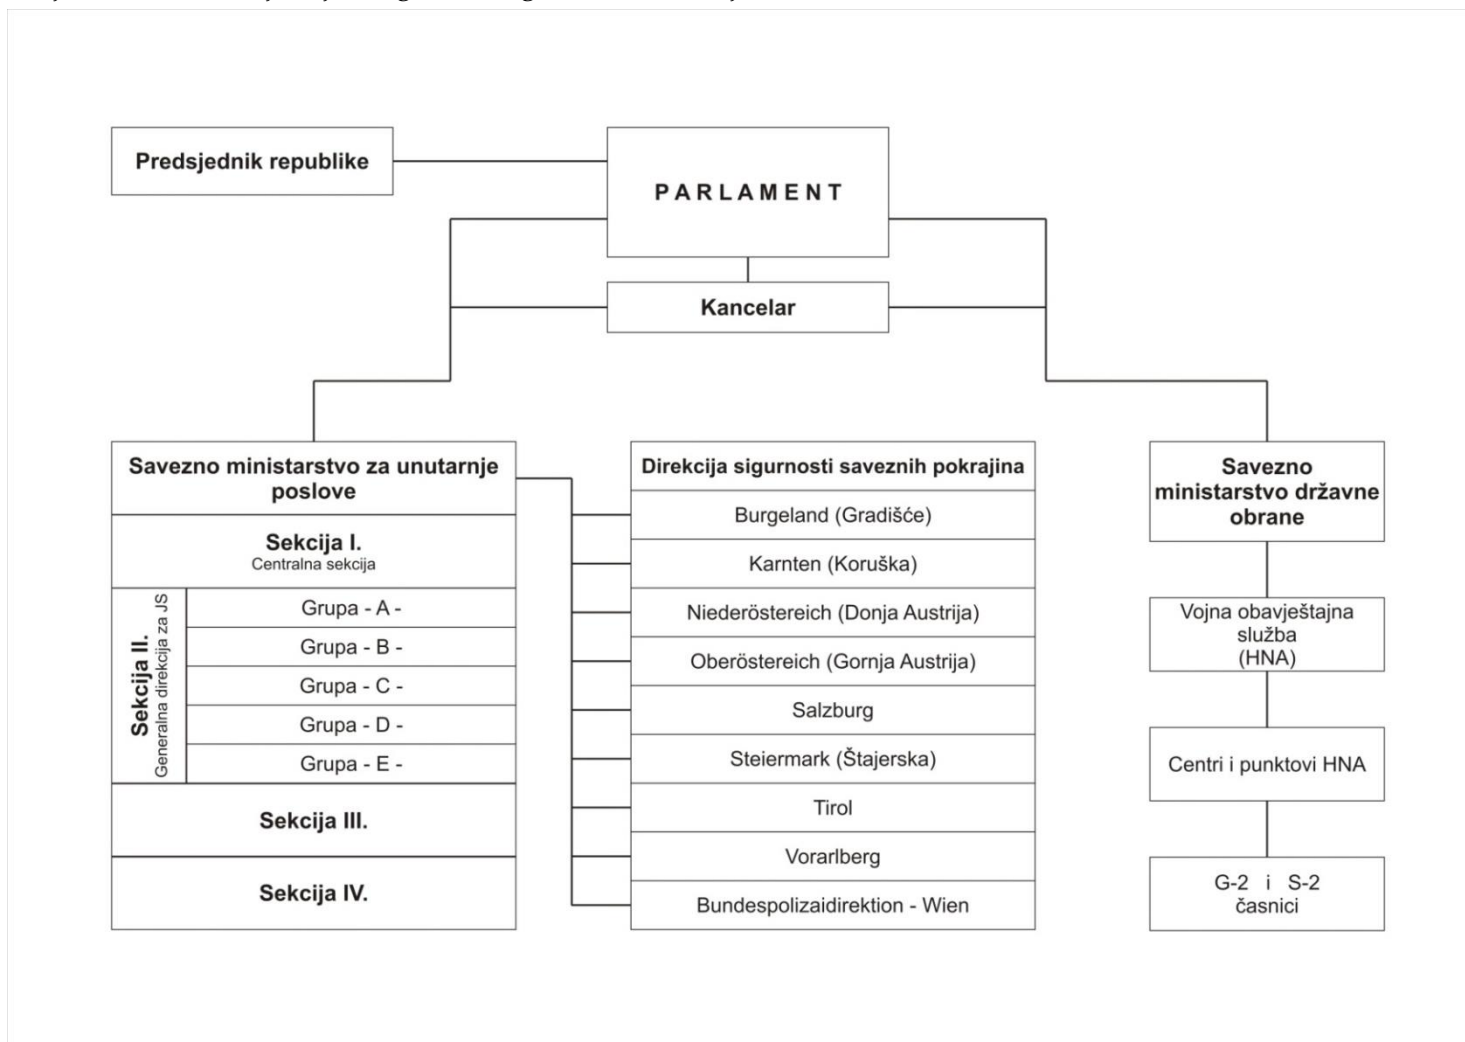 Predsjednik republike
PARLAMENT
Kancelar
Savezno ministarstvo za unutarnje
poslove
Sekcija I.
Centralna sekcija
Sekcija II.
Generalna direkcija za JS
Grupa - A -
Grupa - B -
Grupa - C -
Grupa - D -
Grupa - E -
Sekcija III.
Sekcija IV.
Direkcija sigurnosti saveznih pokrajina
Burgeland (Gradišće)
Karnten (Koruška)
Niederöstereich (Donja Austrija)
Oberöstereich (Gornja Austrija)
Salzburg
Steiermark (Štajerska)
Tirol
Vorarlberg
Bundespolizaidirektion - Wien
Savezno
ministarstvo državne
obrane
Vojna obavještajna
služba
(HNA)
Centri i punktovi HNA
G-2 i S-2
časnici